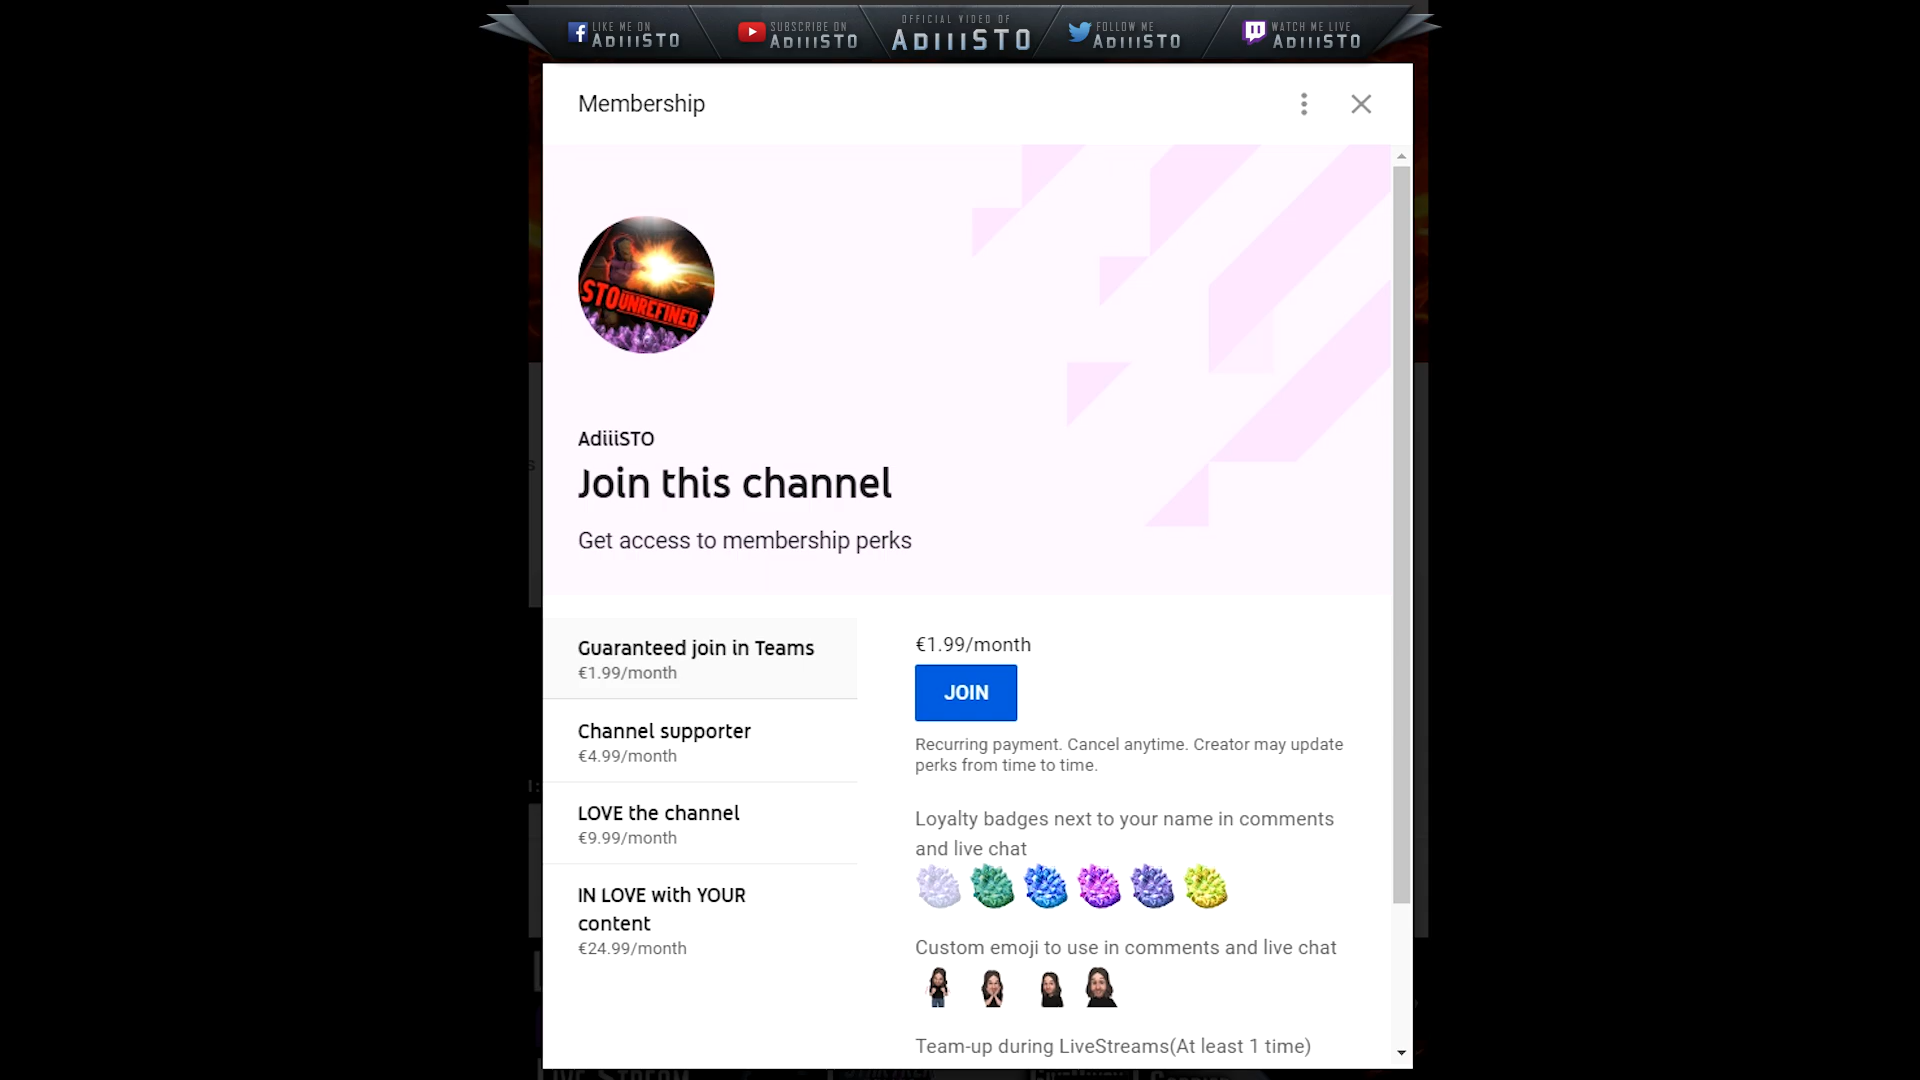 LIKE ME ON
AdiiiSTO
SUBSCRIBE ON
AdiiiSTO
OFFICIAL VIDEO OF
AdiiiSTO
FOLLOW ME
AdiiiSTO
WATCH ME LIVE
AdiiiSTO
Membership
STO UNREFINED
AdiiiSTO
Join this channel
Get access to membership perks
Guaranteed join in Teams
€1.99/month
Channel supporter
€4.99/month
LOVE the channel
€9.99/month
IN LOVE with YOUR
content
€24.99/month
€1.99/month
JOIN
Recurring payment. Cancel anytime. Creator may update
perks from time to time.
Loyalty badges next to your name in comments
and live chat
Custom emoji to use in comments and live chat
Team-up during LiveStreams(At least 1 time)